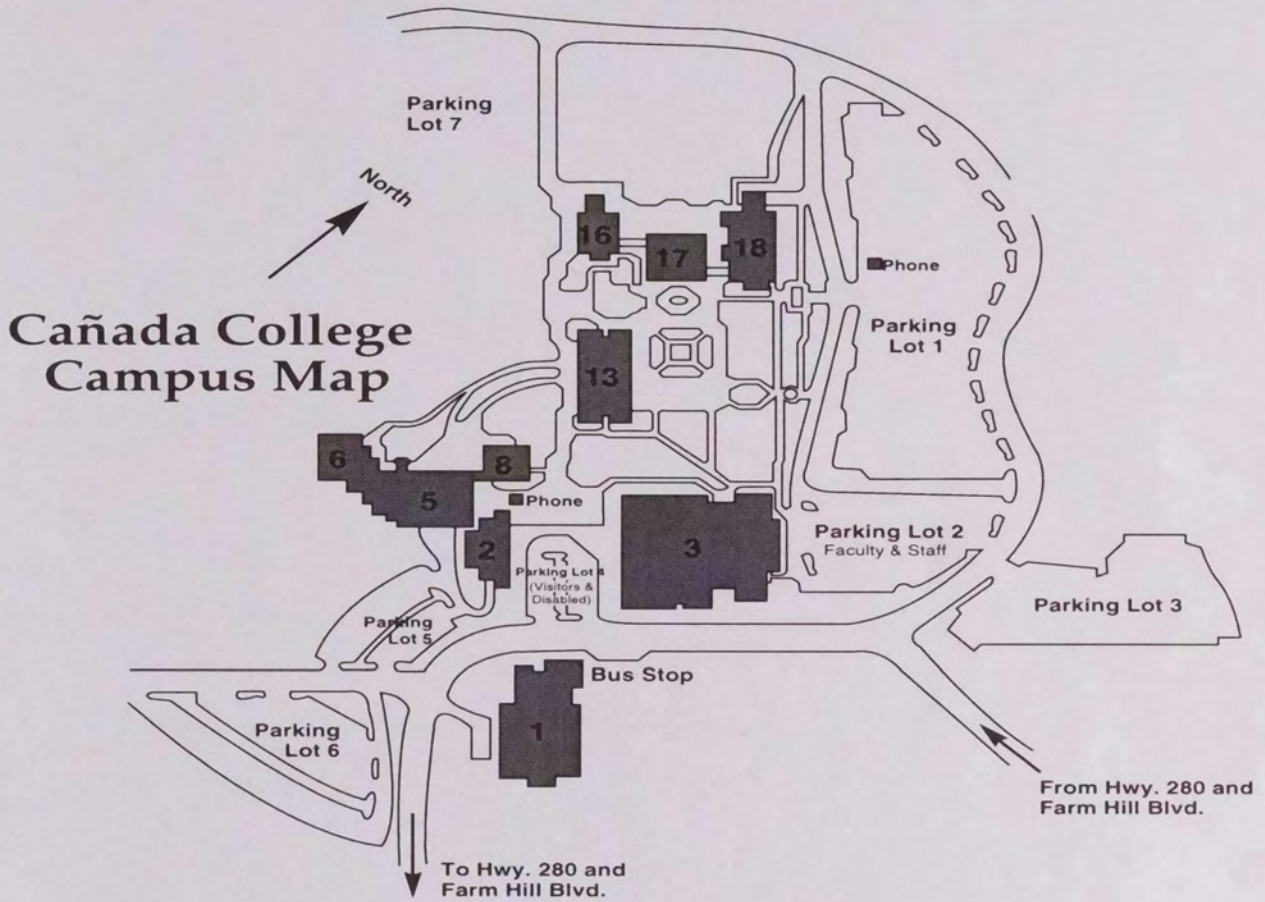 Parking
Lot 7
North
Cañada College
Campus Map
16
17
18
Phone
Parking
Lot 1
13
6
8
5
Phone
2
3
Parking Lot 2
Faculty & Staff
Parking Lot 4
(Visitors &
Disabled)
Parking Lot 3
Parking
Lot 5
Bus Stop
1
Parking
Lot 6
From Hwy. 280 and
Farm Hill Blvd.
To Hwy. 280 and
Farm Hill Blvd.